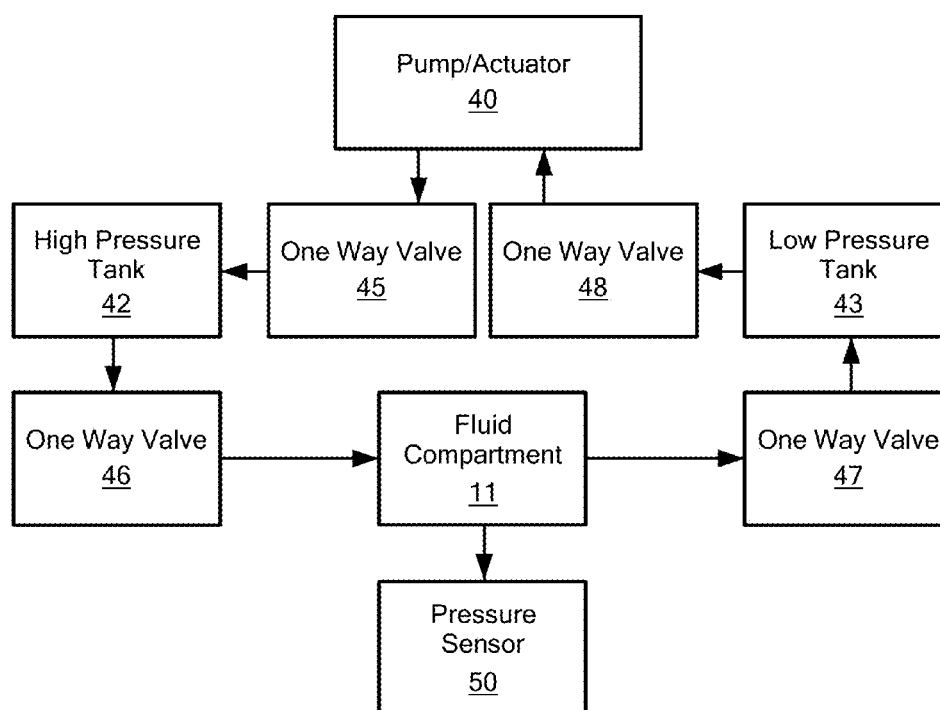 Pump/Actuator
40
High Pressure
Tank
42
One Way Valve
45
One Way Valve
48
Low Pressure
Tank
43
One Way Valve
46
Fluid
Compartment
11
One Way Valve
47
Pressure
Sensor
50